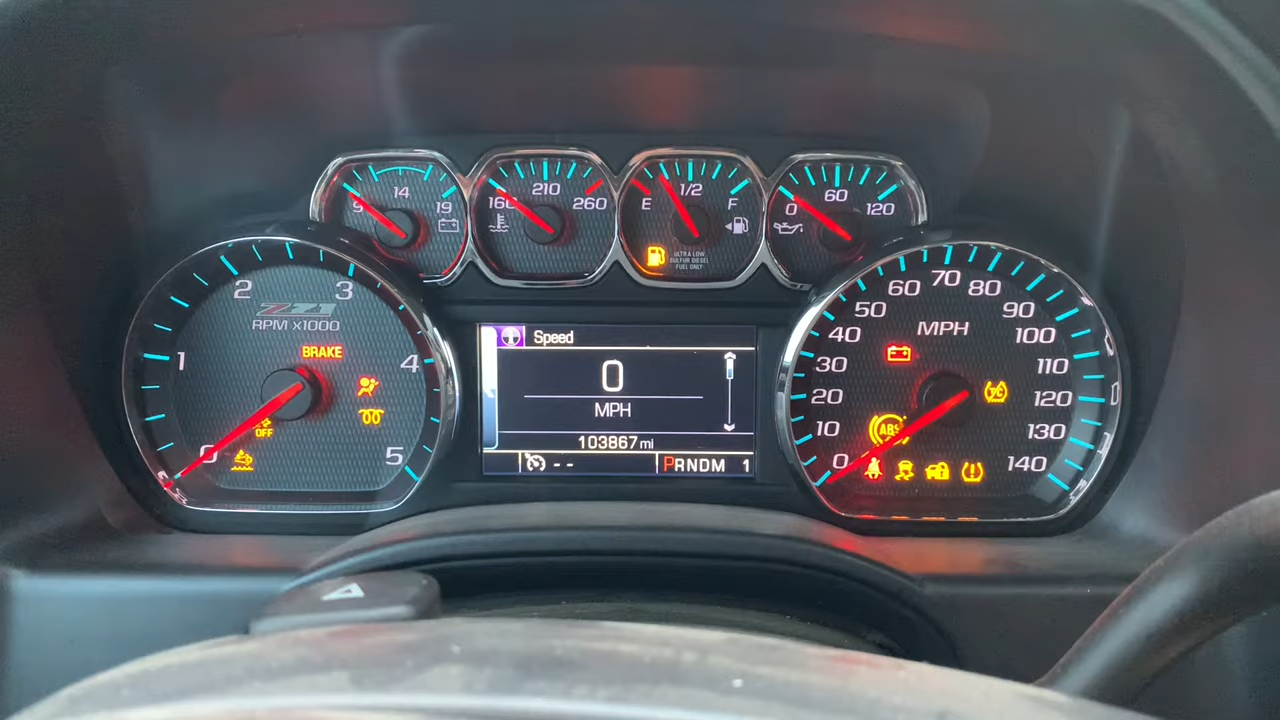 14
9
19
210
160
260
1/2
E
F
ULTRA LOW
SULFUR DIESEL
FUEL ONLY
60
0
120
2
3
Z71
RPM x1000
BRAKE
1
4
OFF
0
5
Speed
0
MPH
103867 mi
--
PRNDM 1
70
60
80
50
90
MPH
40
100
30
110
20
120
T/C
10
ABS
130
0
140